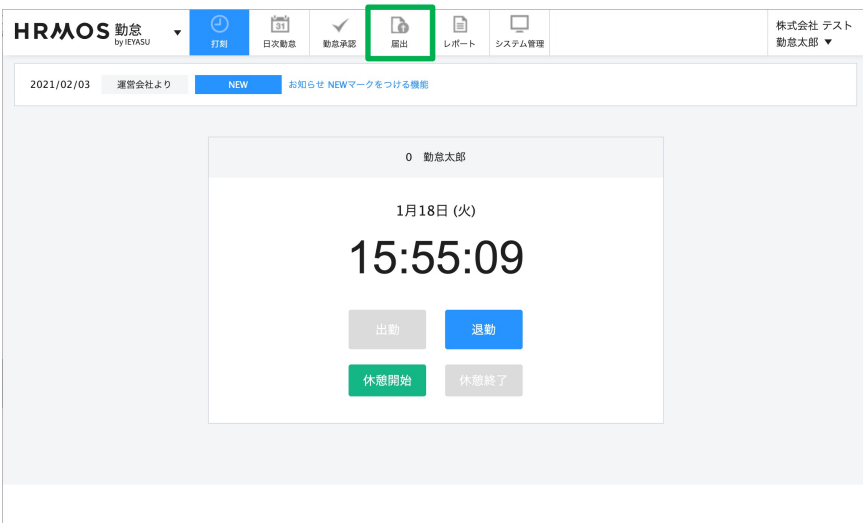 HRMOS 勤怠 ▼
by IEYASU
打刻
31
日次勤怠
勤怠承認
届出
レポート
システム管理
株式会社 テスト
勤怠太郎 ▼
2021/02/03 運営会社より NEW お知らせ NEWマークをつける機能
0 勤怠太郎
1月18日 (火)
15:55:09
出勤 退勤
休憩開始 休憩終了